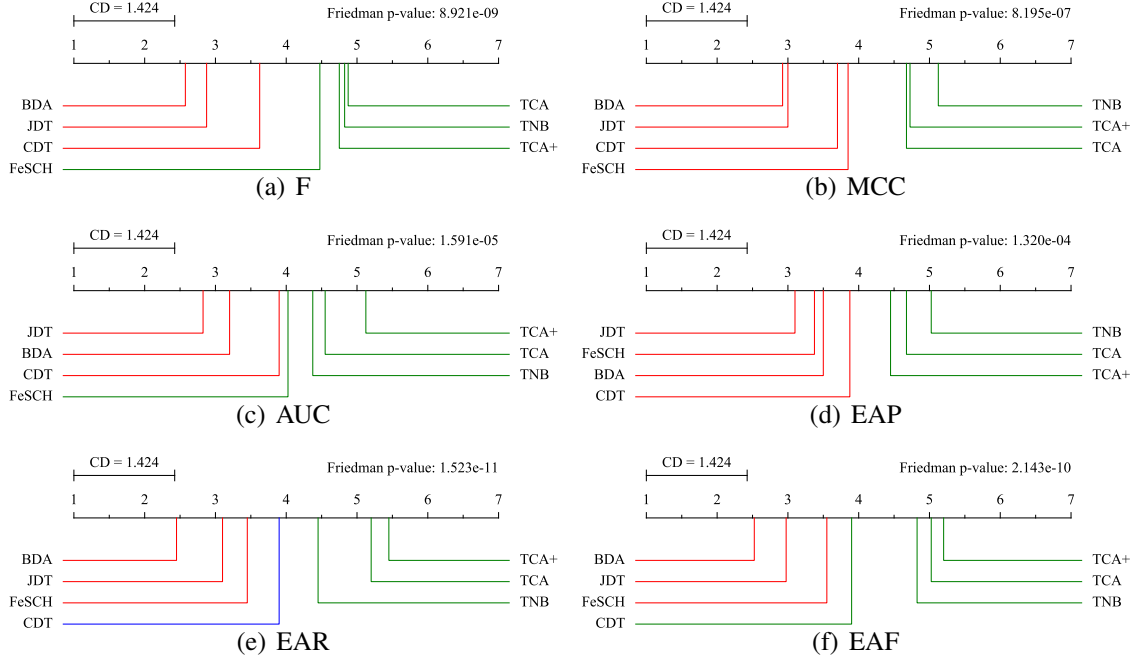 CD = 1.424
Friedman p-value: 8.921e-09
1 2 3 4 5 6 7
BDA
JDT
CDT
FeSCH
TCA
TNB
TCA+
(a) F
CD = 1.424
Friedman p-value: 8.195e-07
1 2 3 4 5 6 7
BDA
JDT
CDT
FeSCH
TNB
TCA+
TCA
(b) MCC
CD = 1.424
Friedman p-value: 1.591e-05
1 2 3 4 5 6 7
JDT
BDA
CDT
FeSCH
TCA+
TCA
TNB
(c) AUC
CD = 1.424
Friedman p-value: 1.320e-04
1 2 3 4 5 6 7
JDT
FeSCH
BDA
CDT
TNB
TCA
TCA+
(d) EAP
CD = 1.424
Friedman p-value: 1.523e-11
1 2 3 4 5 6 7
BDA
JDT
FeSCH
CDT
TCA+
TCA
TNB
(e) EAR
CD = 1.424
Friedman p-value: 2.143e-10
1 2 3 4 5 6 7
BDA
JDT
FeSCH
CDT
TCA+
TCA
TNB
(f) EAF